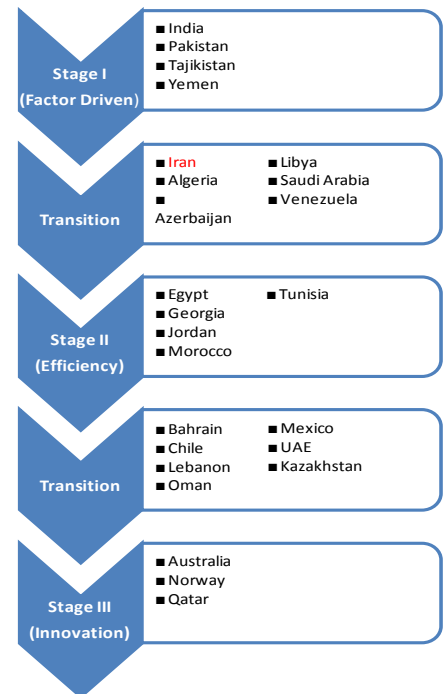 Stage I
(Factor Driven)
■ India
■ Pakistan
■ Tajikistan
■ Yemen
Transition
■ Iran
■ Algeria
■
Azerbaijan
■ Libya
■ Saudi Arabia
■ Venezuela
Stage II
(Efficiency)
■ Egypt
■ Georgia
■ Jordan
■ Morocco
■ Tunisia
Transition
■ Bahrain
■ Chile
■ Lebanon
■ Oman
■ Mexico
■ UAE
■ Kazakhstan
Stage III
(Innovation)
■ Australia
■ Norway
■ Qatar